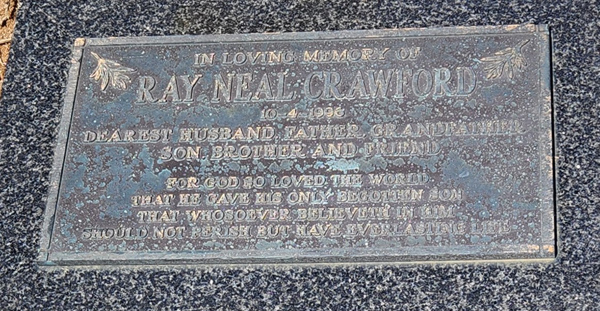 IN LOVING MEMORY OF
RAY NEAL CRAWFORD
16-4-1996
DEAREST HUSBAND, FATHER, GRANDFATHER
SON, BROTHER AND FRIEND
FOR GOD SO LOVED THE WORLD
THAT HE GAVE HIS ONLY BEGOTTEN SON
THAT WHOSOEVER BELIEVETH IN HIM
SHOULD NOT PERISH BUT HAVE EVERLASTING LIFE